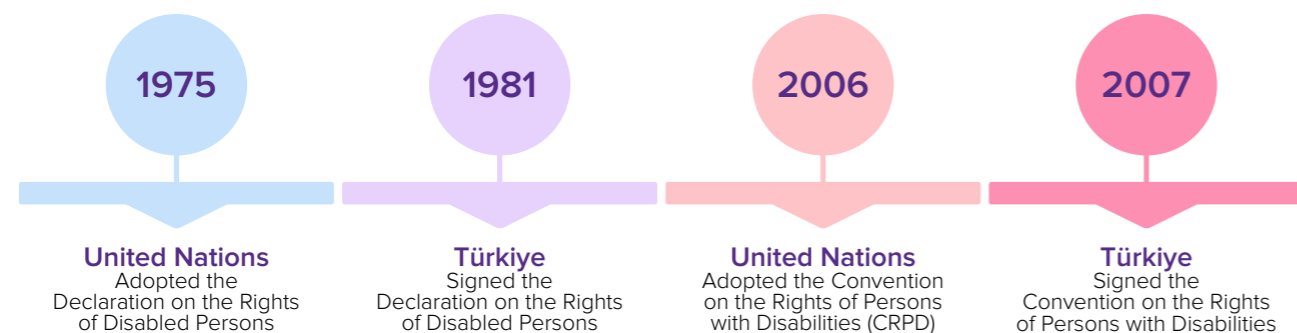 1975
United Nations
Adopted the
Declaration on the Rights
of Disabled Persons
1981
Türkiye
Signed the
Declaration on the Rights
of Disabled Persons
2006
United Nations
Adopted the Convention
on the Rights of Persons
with Disabilities (CRPD)
2007
Türkiye
Signed the
Convention on the Rights
of Persons with Disabilities